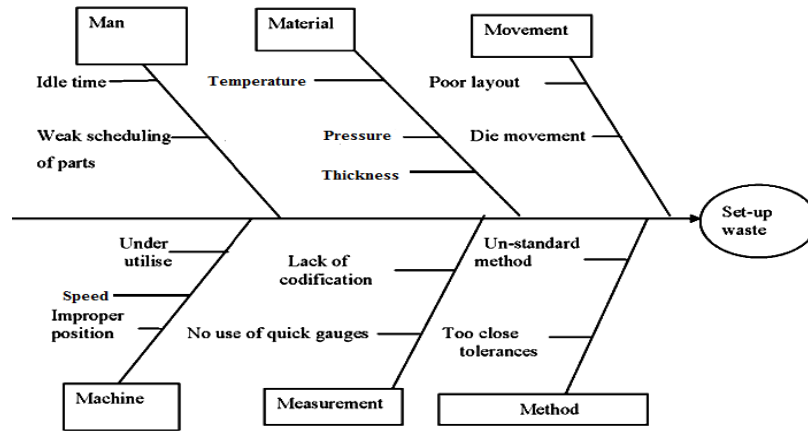 Man
Material
Movement
Idle time
Temperature
Poor layout
Weak scheduling
of parts
Pressure
Die movement
Thickness
Set-up
waste
Under
utilise
Lack of
codification
Un-standard
method
Speed
Improper
position
No use of quick gauges
Too close
tolerances
Machine
Measurement
Method